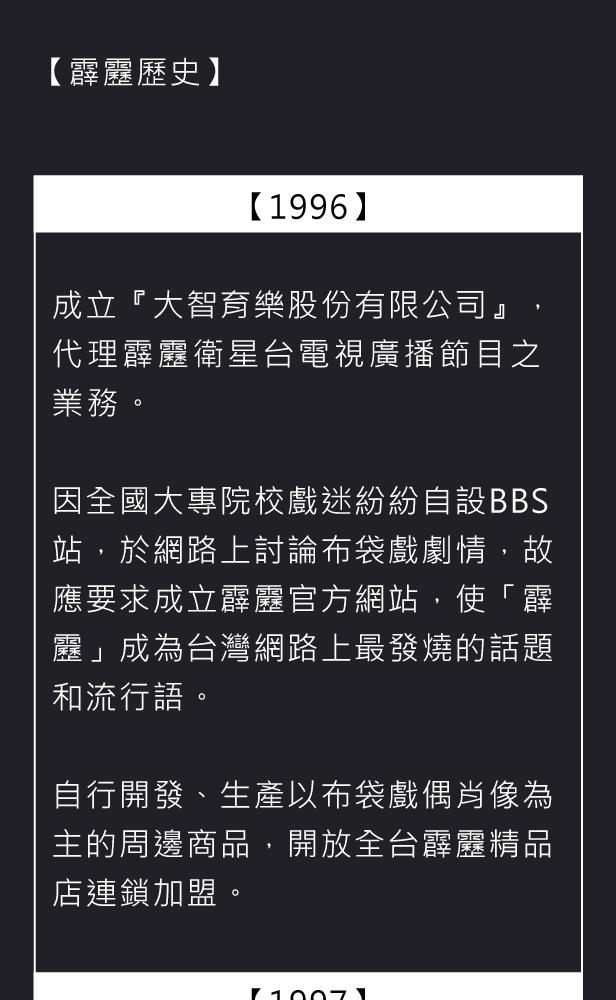 【霹靂歷史】
【1996】
成立『大智育樂股份有限公司』，
代理霹靂衛星台電視廣播節目之
業務。
因全國大專院校戲迷紛紛自設BBS
站，於網路上討論布袋戲劇情，故
應要求成立霹靂官方網站，使「霹
靂」成為台灣網路上最發燒的話題
和流行語。
自行開發、生產以布袋戲偶肖像為
主的周邊商品，開放全台霹靂精品
店連鎖加盟。
【1997】